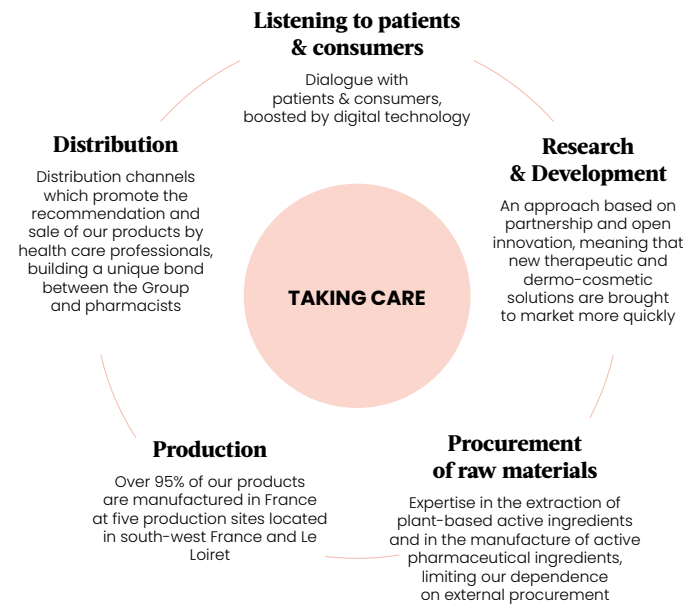 Listening to patients
& consumers
Dialogue with
patients & consumers,
boosted by digital technology
Research
& Development
An approach based on
partnership and open
innovation, meaning that
new therapeutic and
dermo-cosmetic
solutions are brought
to market more quickly
Procurement
of raw materials
Expertise in the extraction of
plant-based active ingredients
and in the manufacture of active
pharmaceutical ingredients,
limiting our dependence
on external procurement
Production
Over 95% of our products
are manufactured in France
at five production sites located
in south-west France and Le
Loiret
Distribution
Distribution channels
which promote the
recommendation and
sale of our products by
health care professionals,
building a unique bond
between the Group
and pharmacists
TAKING CARE